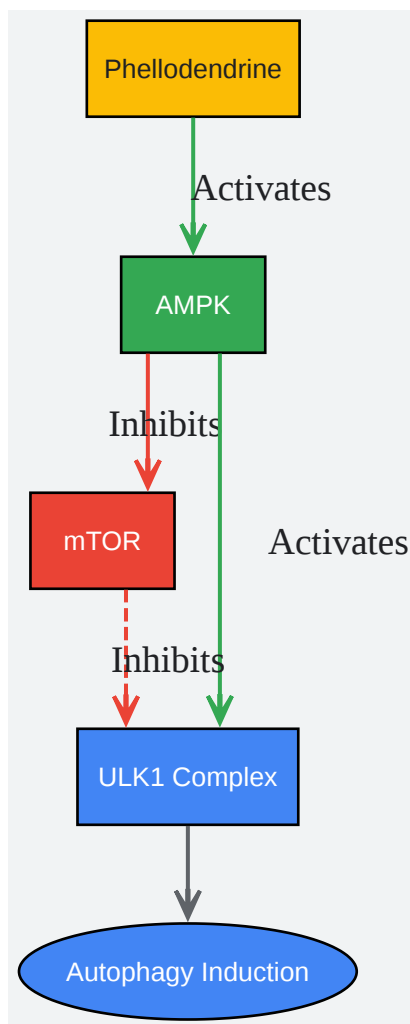 Phellodendrine
Activates
AMPK
Inhibits
mTOR
Activates
Inhibits
ULK1 Complex
Autophagy Induction